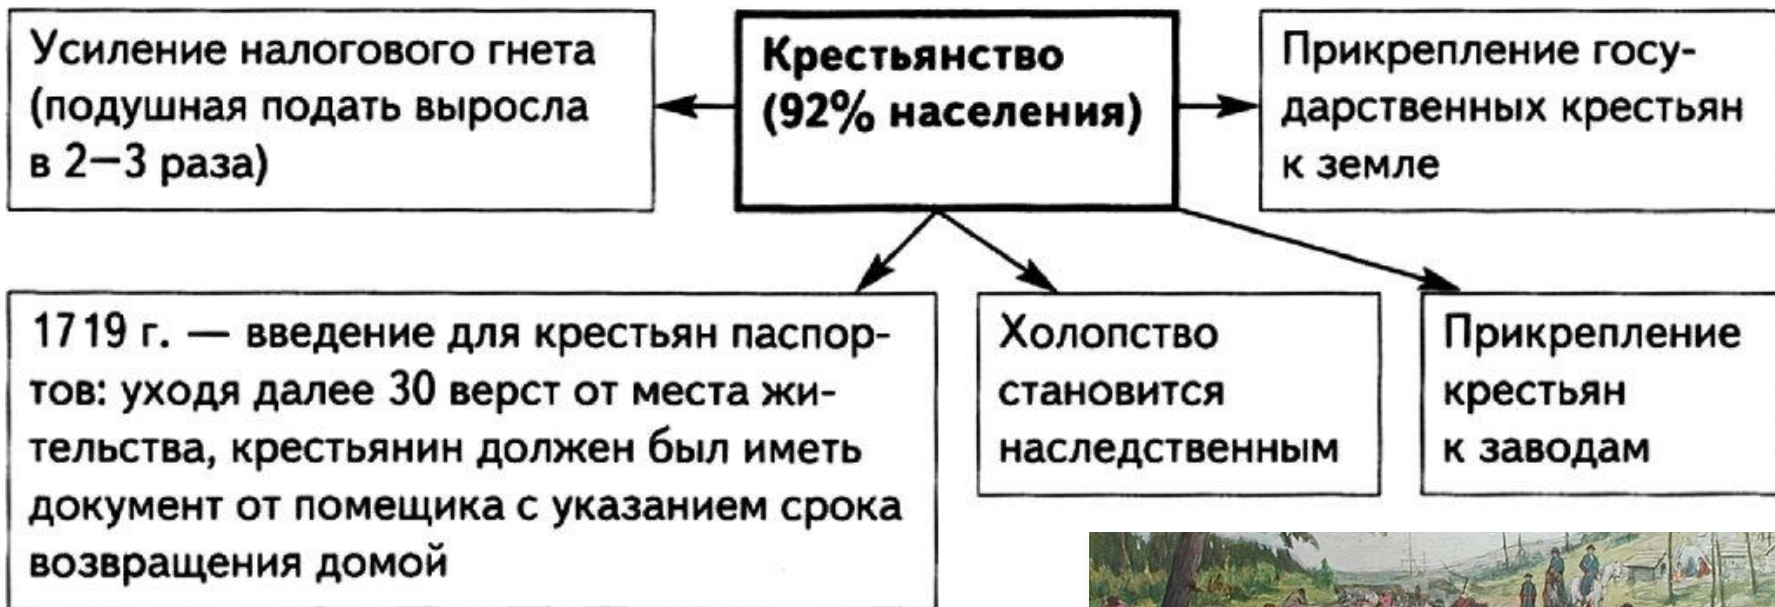 Усиление налогового гнета
(подушная подать выросла
в 2—3 раза)
Крестьянство
(92% населения)
Прикрепление госу-
дарственных крестьян
к земле
1719 г. — введение для крестьян паспор-
тов: уходя далее 30 верст от места жи-
тельства, крестьянин должен был иметь
документ от помещика с указанием срока
возвращения домой
Холопство
становится
наследственным
Прикрепление
крестьян
к заводам